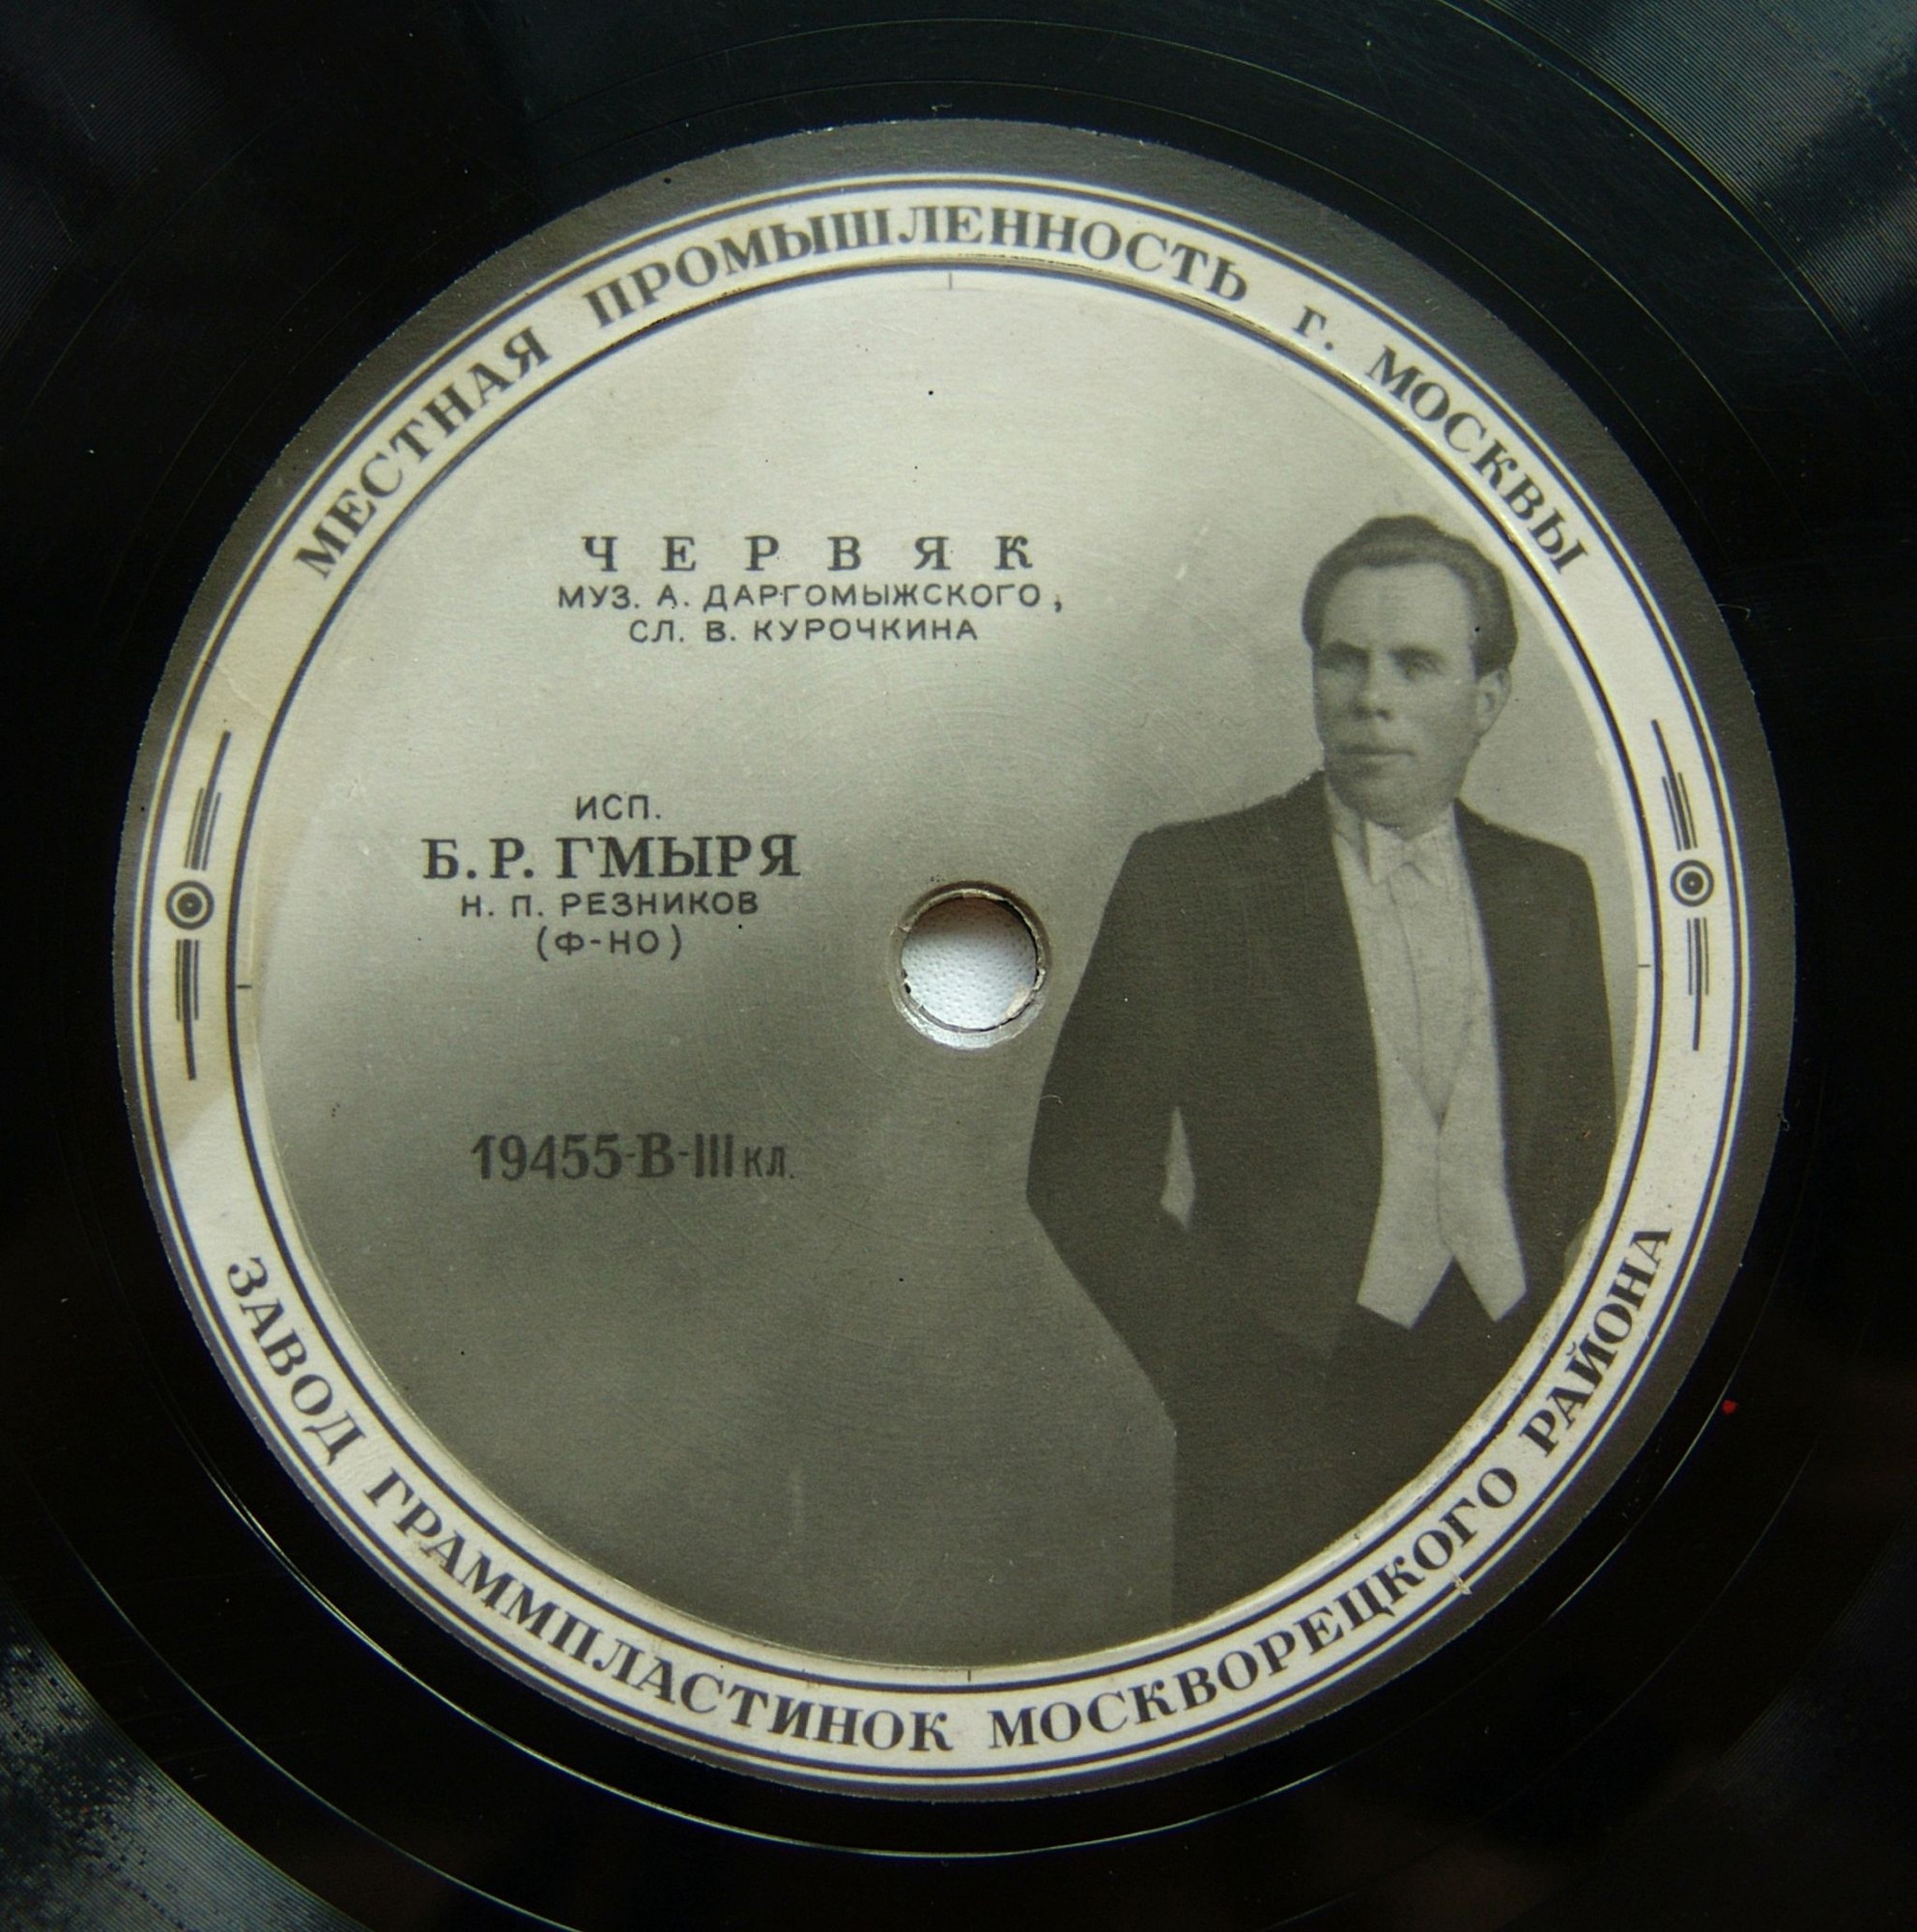 МЕСТНАЯ ПРОМЫШЛЕННОСТЬ г. МОСКВЫ
ЧЕРВЯК
МУЗ. А. ДАРГОМЫЖСКОГО,
СЛ. В. КУРОЧКИНА
ИСП.
Б. Р. ГМЫРЯ
Н. П. РЕЗНИКОВ
(Ф-НО)
19455-В-III КЛ.
ЗАВОД ГРАММПЛАСТИНОК МОСКВОРЕЦКОГО РАЙОНА